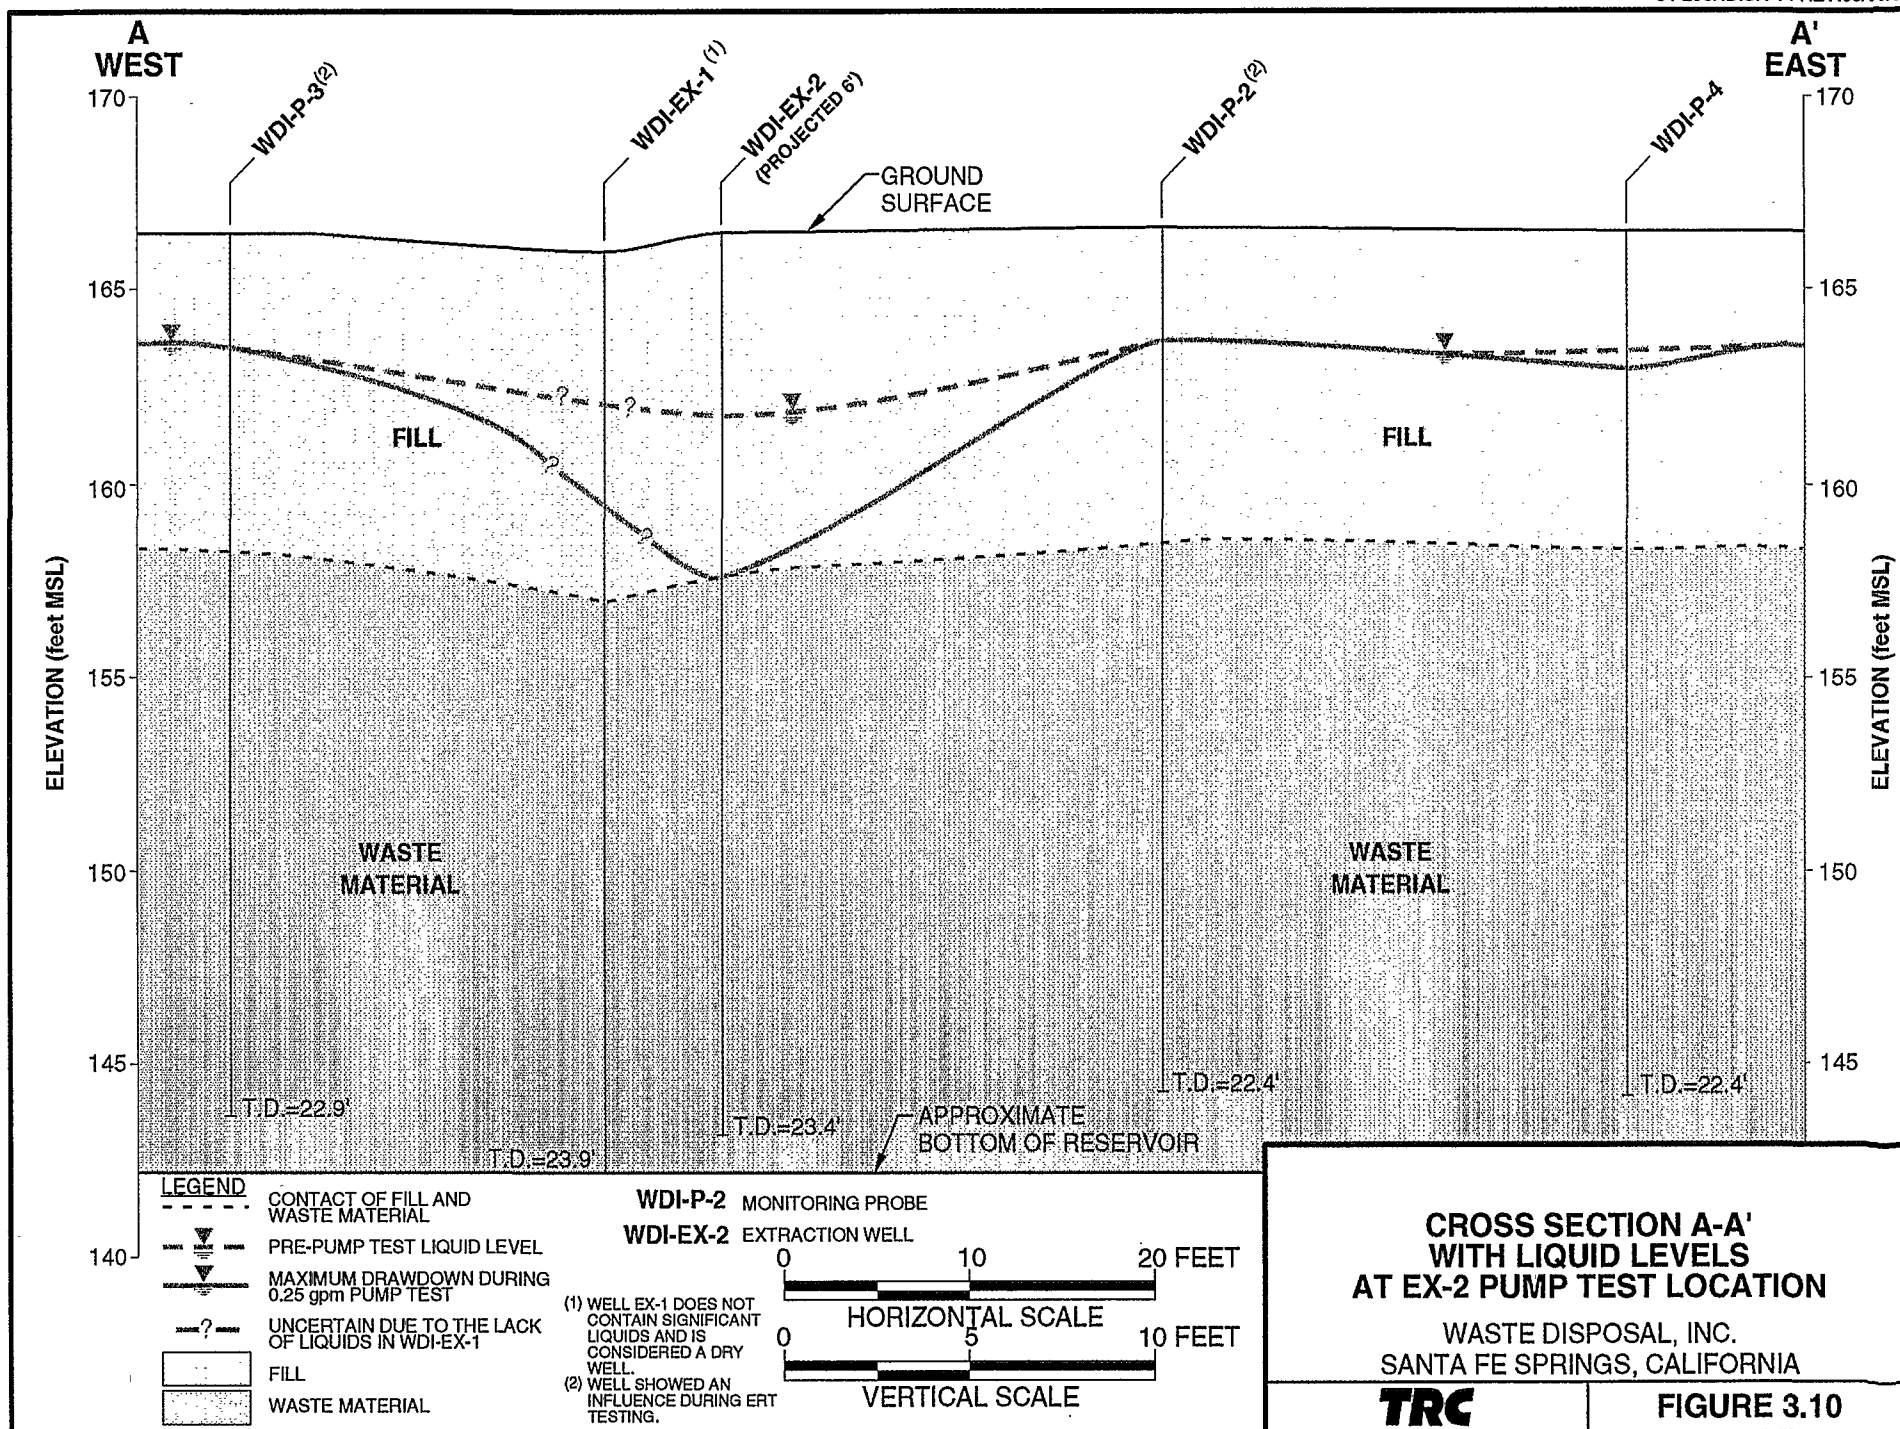 A
WEST
A'
EAST
WDI-P-3(2)
WDI-EX-1(1)
WDI-EX-2
(PROJECTED 6')
WDI-P-2(2)
WDI-P-4
170
170
GROUND
SURFACE
165
165
FILL
FILL
160
160
ELEVATION (feet MSL)
ELEVATION (feet MSL)
?
?
?
?
155
155
WASTE
MATERIAL
WASTE
MATERIAL
150
150
145
145
T.D.=22.9'
T.D.=23.9'
T.D.=23.4'
T.D.=22.4'
T.D.=22.4'
APPROXIMATE
BOTTOM OF RESERVOIR
140
LEGEND
CONTACT OF FILL AND
WASTE MATERIAL
PRE-PUMP TEST LIQUID LEVEL
MAXIMUM DRAWDOWN DURING
0.25 gpm PUMP TEST
?
UNCERTAIN DUE TO THE LACK
OF LIQUIDS IN WDI-EX-1
FILL
WASTE MATERIAL
WDI-P-2 MONITORING PROBE
WDI-EX-2 EXTRACTION WELL
(1) WELL EX-1 DOES NOT
CONTAIN SIGNIFICANT
LIQUIDS AND IS
CONSIDERED A DRY
WELL.
(2) WELL SHOWED AN
INFLUENCE DURING ERT
TESTING.
0 10 20 FEET
HORIZONTAL SCALE
0 5 10 FEET
VERTICAL SCALE
CROSS SECTION A-A'
WITH LIQUID LEVELS
AT EX-2 PUMP TEST LOCATION
WASTE DISPOSAL, INC.
SANTA FE SPRINGS, CALIFORNIA
TRC
FIGURE 3.10